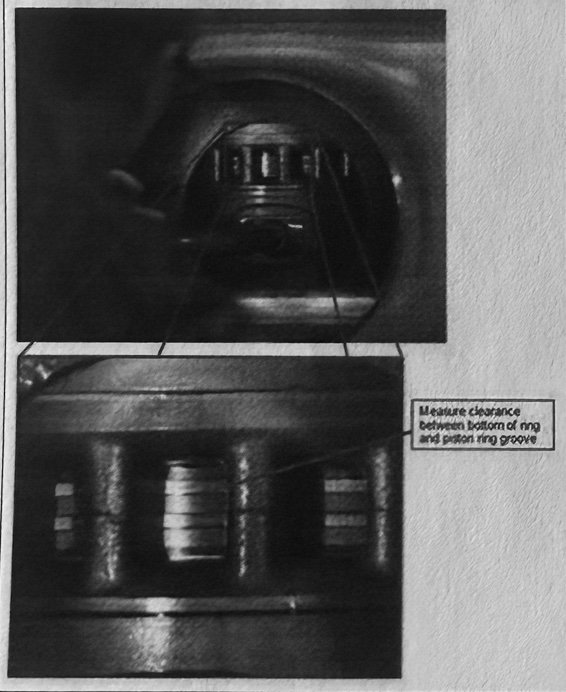 Measure clearance
between bottom of ring
and piston ring groove